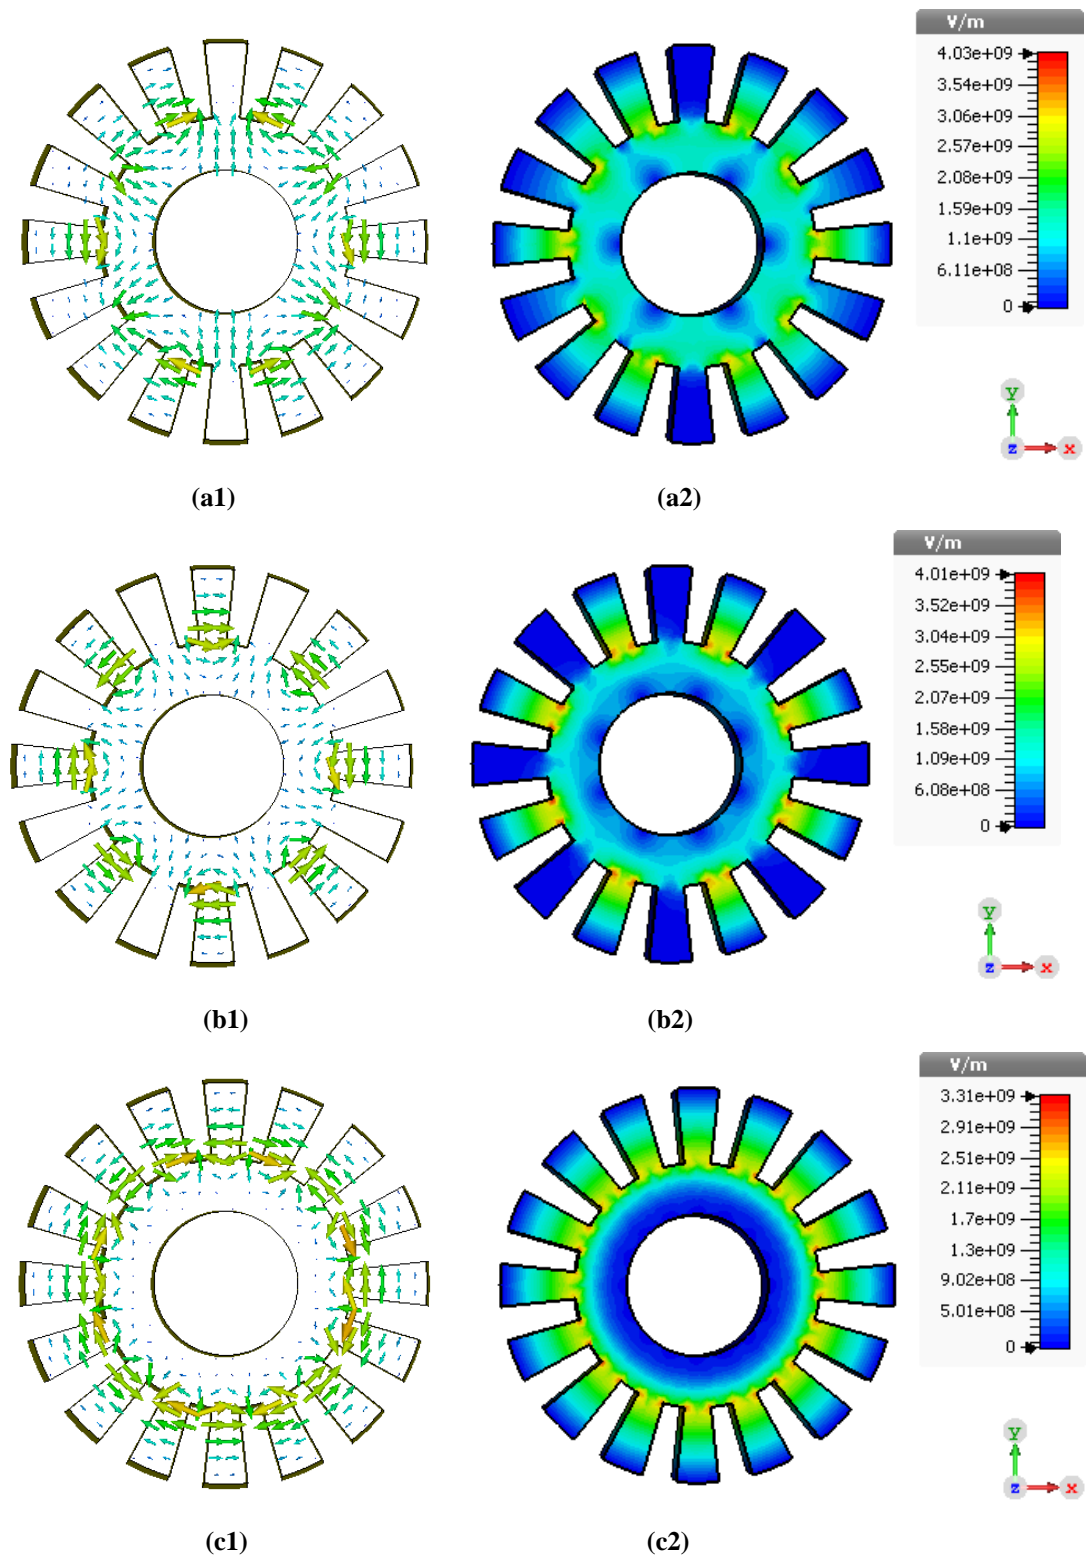 V/m
4.03e+09
3.54e+09
3.06e+09
2.57e+09
2.08e+09
1.59e+09
1.1e+09
6.11e+08
0
y
z x
(a1) (a2)
V/m
4.01e+09
3.52e+09
3.04e+09
2.55e+09
2.07e+09
1.58e+09
1.09e+09
6.08e+08
0
y
z x
(b1) (b2)
V/m
3.31e+09
2.91e+09
2.51e+09
2.11e+09
1.7e+09
1.3e+09
9.02e+08
5.01e+08
0
y
z x
(c1) (c2)